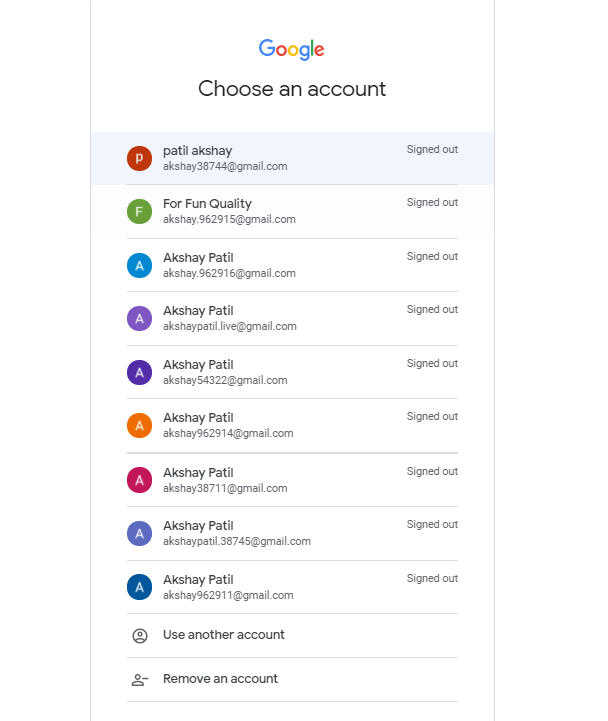 Google
Choose an account
p
patil akshay
Signed out
akshay38744@gmail.com
F
For Fun Quality
Signed out
akshay.962915@gmail.com
A
Akshay Patil
Signed out
akshay.962916@gmail.com
A
Akshay Patil
Signed out
akshaypatil.live@gmail.com
A
Akshay Patil
Signed out
akshay54322@gmail.com
A
Akshay Patil
Signed out
akshay962914@gmail.com
A
Akshay Patil
Signed out
akshay38711@gmail.com
A
Akshay Patil
Signed out
akshaypatil.38745@gmail.com
A
Akshay Patil
Signed out
akshay962911@gmail.com
Use another account
Remove an account